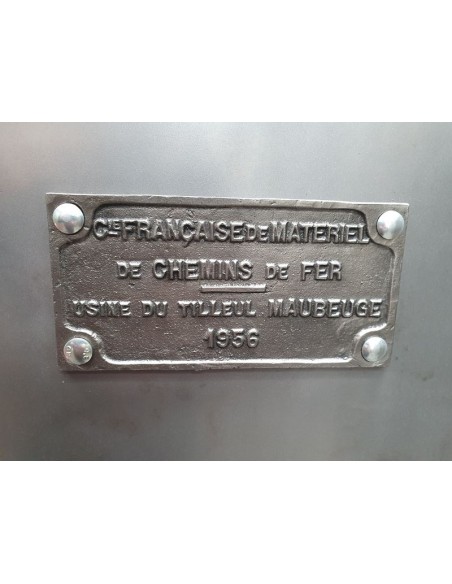 CIE FRANÇAISE DE MATERIEL
DE CHEMINS DE FER
USINE DU TILLEUL MAUBEUGE
1956